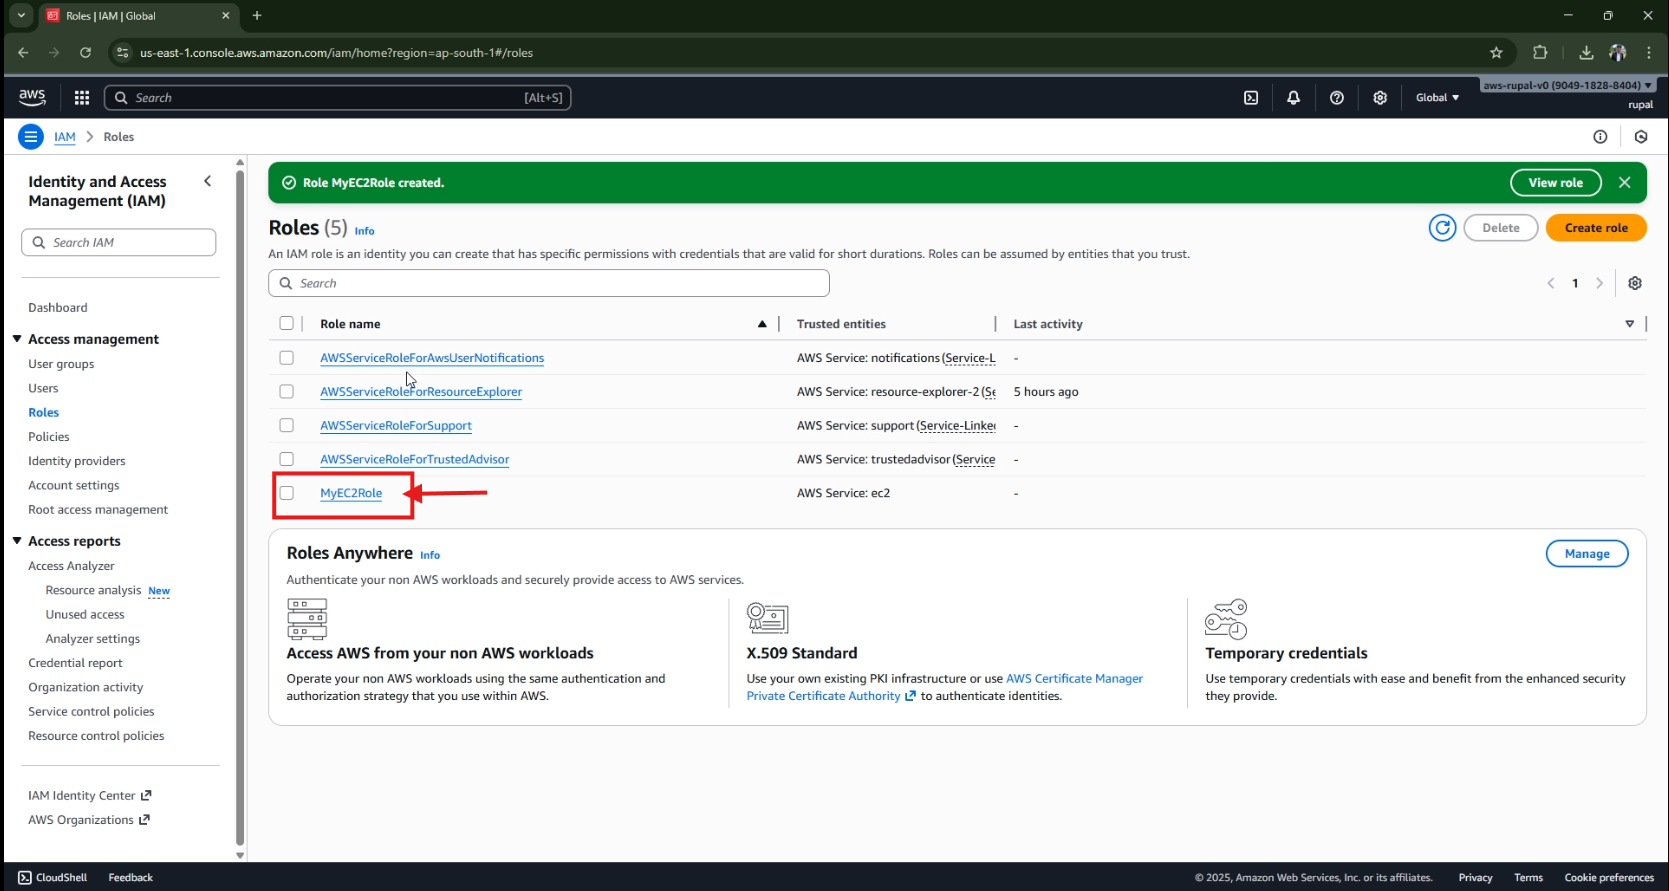 Roles | IAM | Global
us-east-1.console.aws.amazon.com/iam/home?region=ap-south-1#/roles
aws
Search
[Alt+S]
Global
aws-rupal-v0 (9049-1828-8404)
rupal
IAM
Roles
Identity and Access
Management (IAM)
Search IAM
Dashboard
Access management
User groups
Users
Roles
Policies
Identity providers
Account settings
Root access management
Access reports
Access Analyzer
Resource analysis New
Unused access
Analyzer settings
Credential report
Organization activity
Service control policies
Resource control policies
IAM Identity Center
AWS Organizations
Role MyEC2Role created.
View role
Roles (5) Info
Delete
Create role
An IAM role is an identity you can create that has specific permissions with credentials that are valid for short durations. Roles can be assumed by entities that you trust.
Search
1
Role name Trusted entities Last activity
AWSServiceRoleForAwsUserNotifications AWS Service: notifications (Service-L -
AWSServiceRoleForResourceExplorer AWS Service: resource-explorer-2 (Se 5 hours ago
AWSServiceRoleForSupport AWS Service: support (Service-Linke -
AWSServiceRoleForTrustedAdvisor AWS Service: trustedadvisor (Service -
MyEC2Role AWS Service: ec2 -
Roles Anywhere Info
Manage
Authenticate your non AWS workloads and securely provide access to AWS services.
Access AWS from your non AWS workloads
Operate your non AWS workloads using the same authentication and
authorization strategy that you use within AWS.
X.509 Standard
Use your own existing PKI infrastructure or use AWS Certificate Manager
Private Certificate Authority to authenticate identities.
Temporary credentials
Use temporary credentials with ease and benefit from the enhanced security
they provide.
CloudShell Feedback
© 2025, Amazon Web Services, Inc. or its affiliates. Privacy Terms Cookie preferences